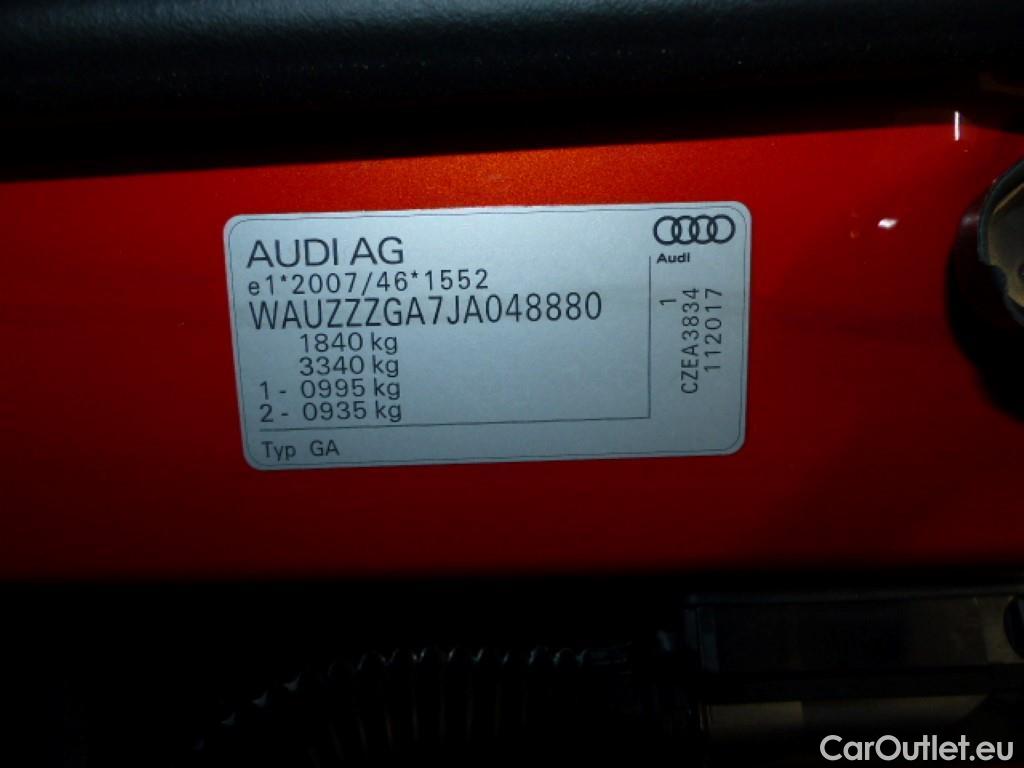 AUDI AG
e1*2007/46*1552
WAUZZZGA7JA048880
1840 kg
3340 kg
1 - 0995 kg
2 - 0935 kg
Typ GA
Audi
1
CZEA3834
112017
CarOutlet.eu